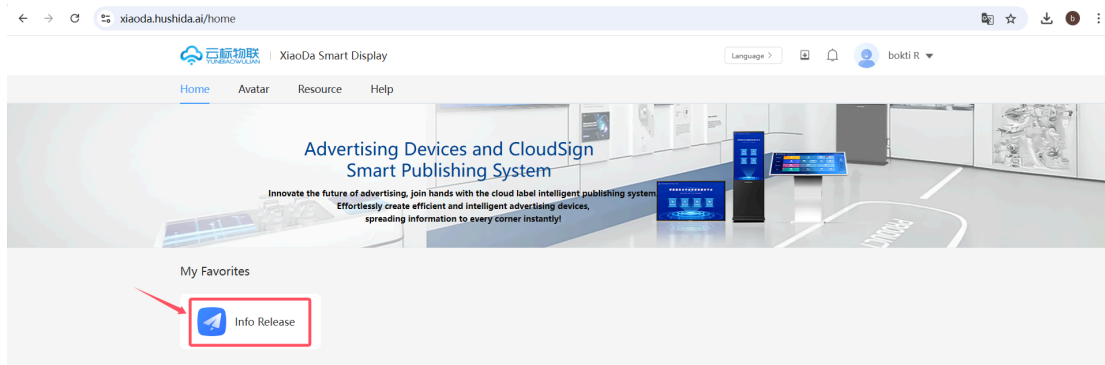 xiaoda.hushida.ai/home
b
云标物联
YUNBIAOWULIAN
XiaoDa Smart Display
Language >
bokti R
Home Avatar Resource Help
Advertising Devices and CloudSign
Smart Publishing System
Innovate the future of advertising, join hands with the cloud label intelligent publishing system
Effortlessly create efficient and intelligent advertising devices,
spreading information to every corner instantly!
My Favorites
Info Release